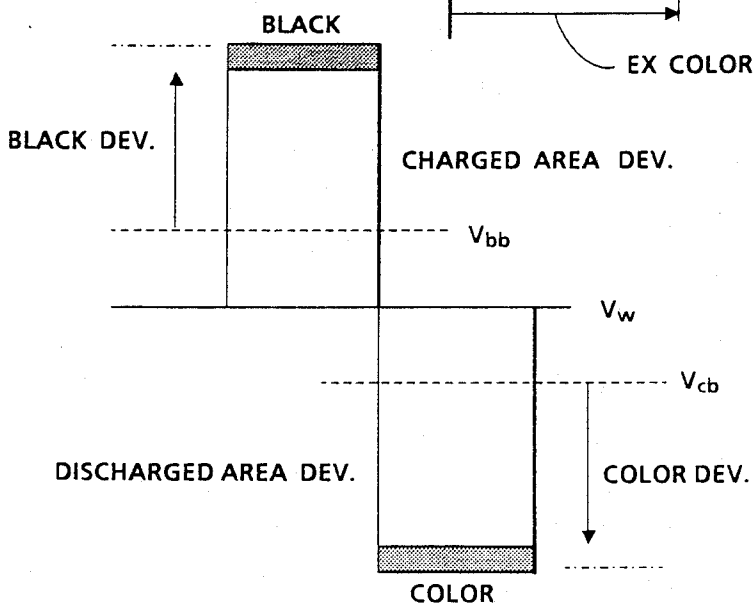 BLACK
EX COLOR
BLACK DEV.
CHARGED AREA DEV.
Vbb
Vw
Vcb
DISCHARGED AREA DEV.
COLOR DEV.
COLOR